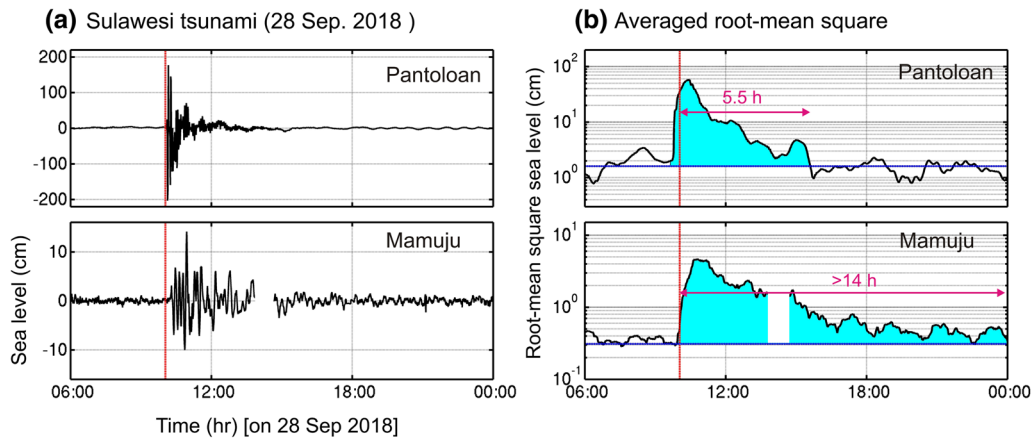 (a) Sulawesi tsunami (28 Sep. 2018 )
200
100
0
-100
-200
Pantoloan
10
0
-10
Mamuju
Sea level (cm)
06:00 12:00 18:00 00:00
Time (hr) [on 28 Sep 2018]
(b) Averaged root-mean square
10²
10¹
10⁰
Pantoloan
5.5 h
10¹
10⁰
10⁻¹
Mamuju
>14 h
Root-mean square sea level (cm)
06:00 12:00 18:00 00:00